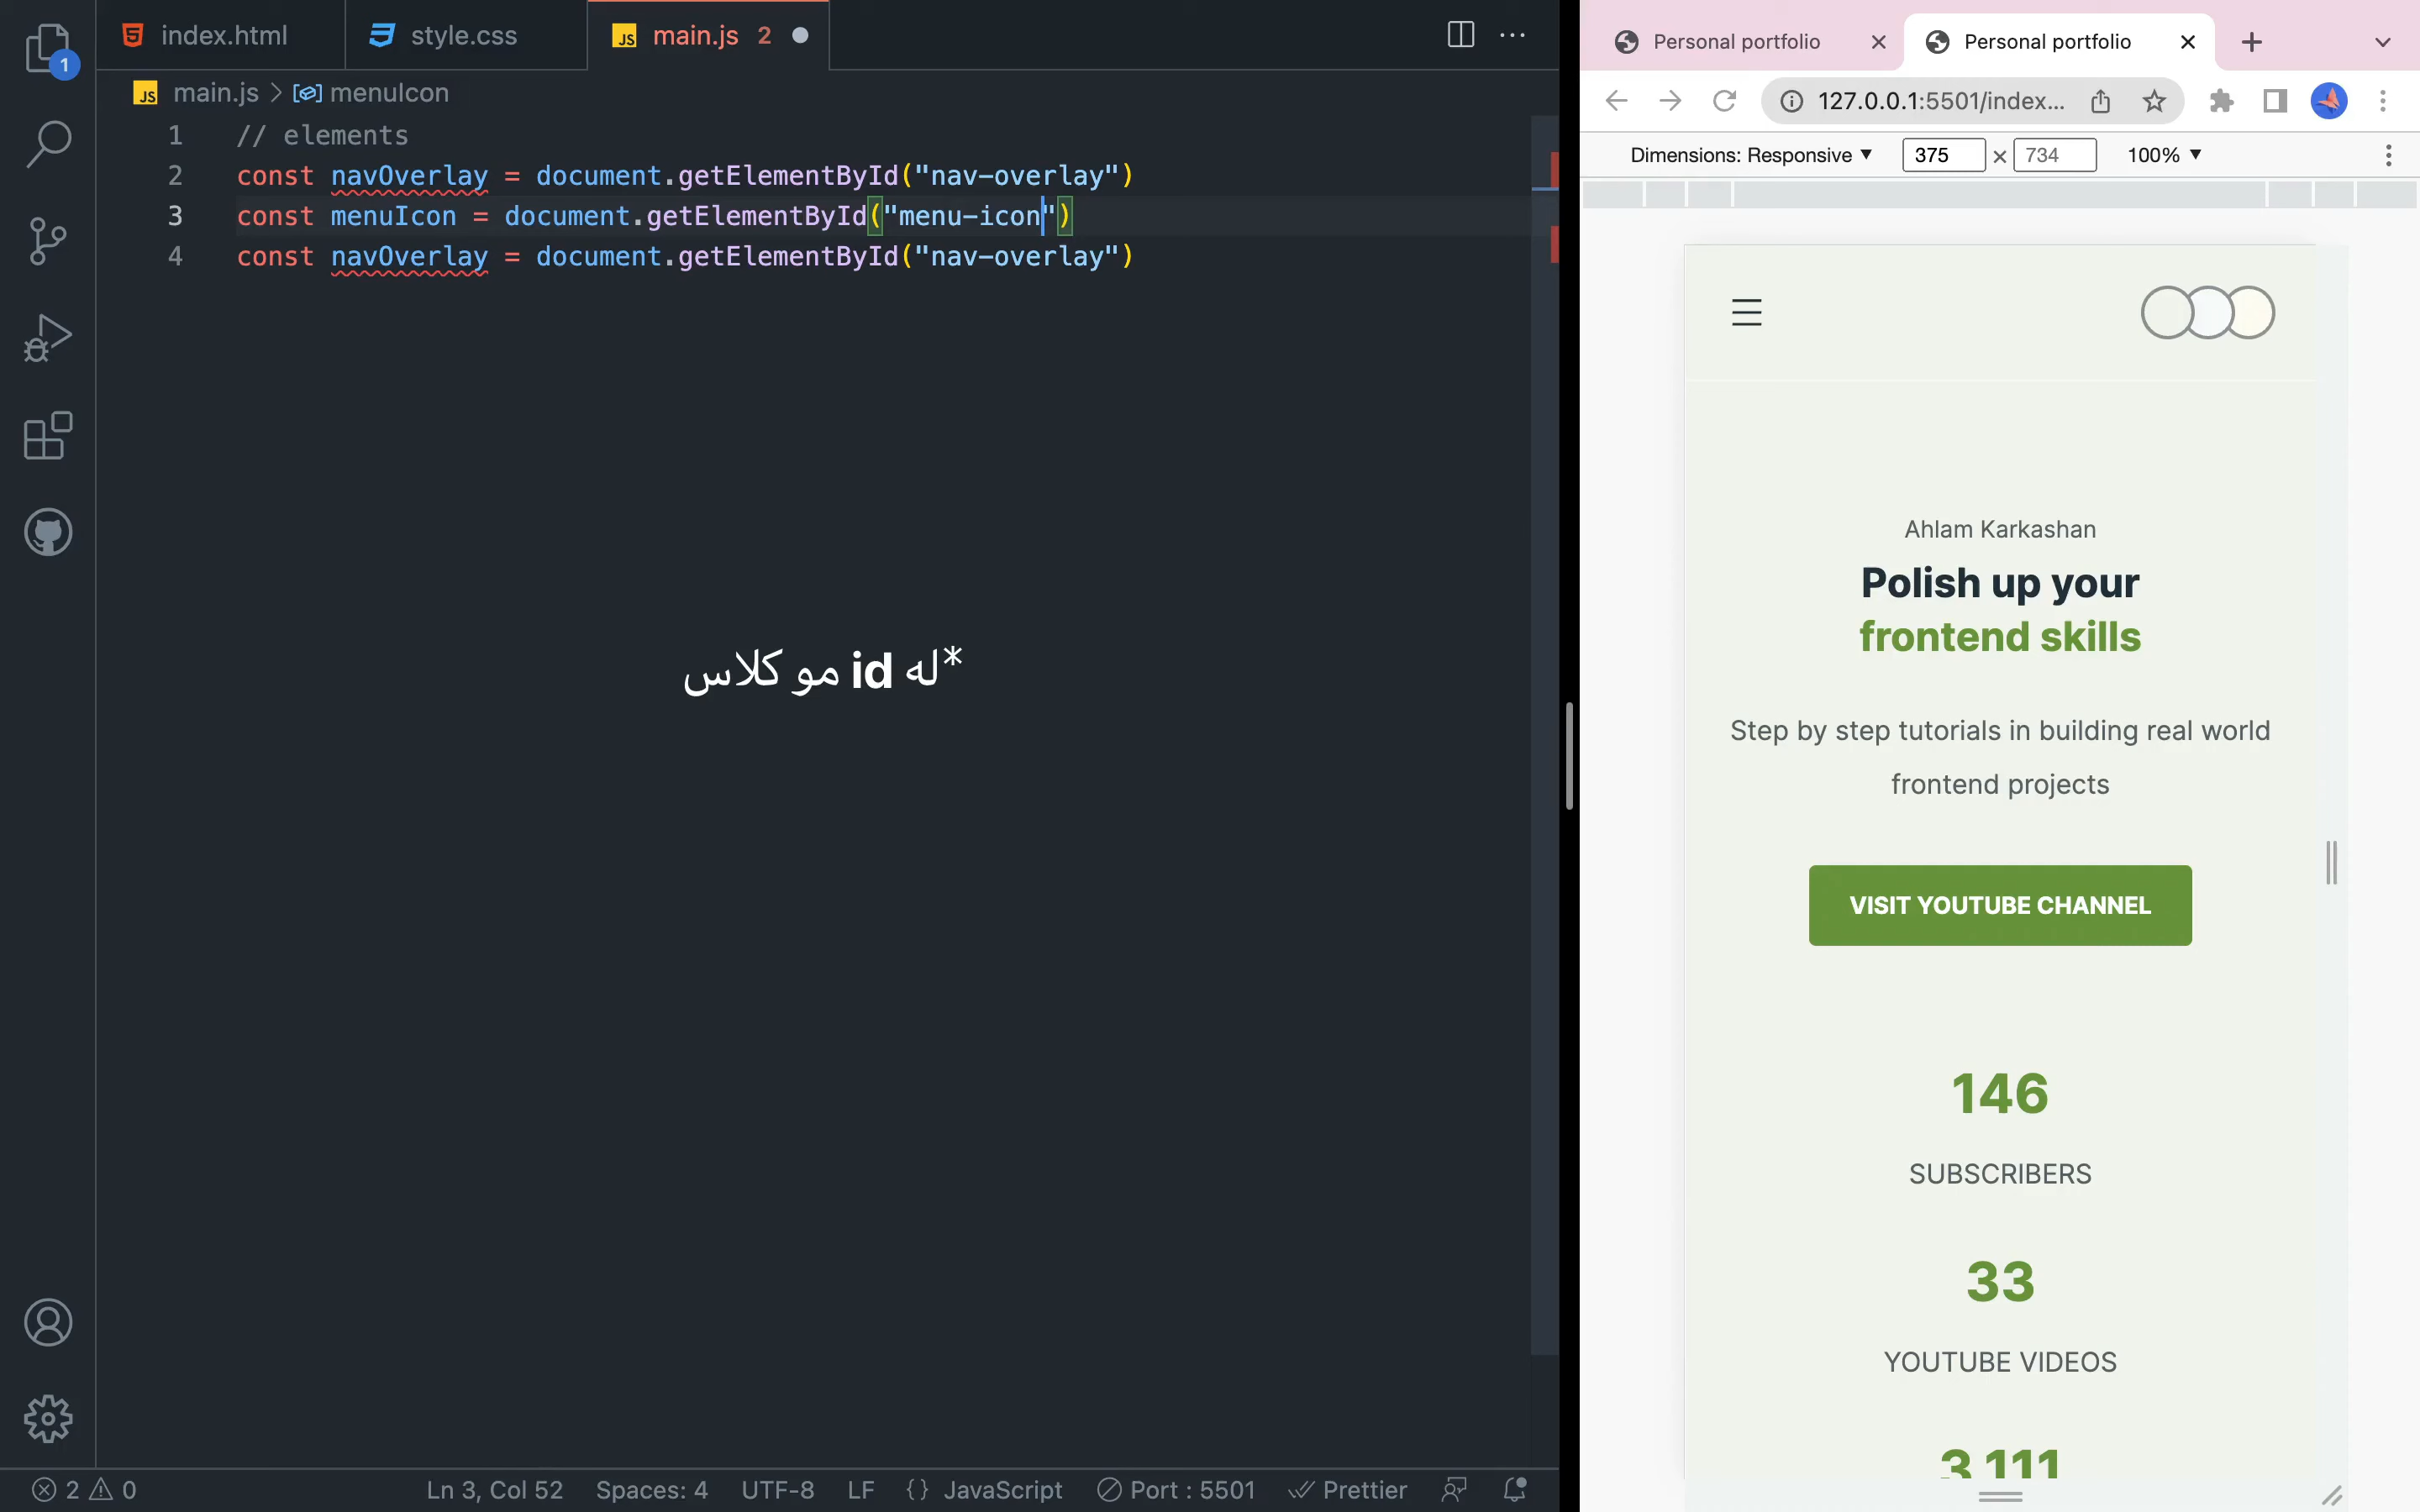 index.html
style.css
main.js 2
1
main.js > menuIcon
1 // elements
2 const navOverlay = document.getElementById("nav-overlay")
3 const menuIcon = document.getElementById("menu-icon")
4 const navOverlay = document.getElementById("nav-overlay")
*له id مو كلاس
2 0
Ln 3, Col 52
Spaces: 4
UTF-8
LF
{} JavaScript
Port : 5501
Prettier
Personal portfolio
Personal portfolio
127.0.0.1:5501/index...
Dimensions: Responsive
375 × 734
100%
Ahlam Karkashan
Polish up your
frontend skills
Step by step tutorials in building real world
frontend projects
VISIT YOUTUBE CHANNEL
146
SUBSCRIBERS
33
YOUTUBE VIDEOS
3,111